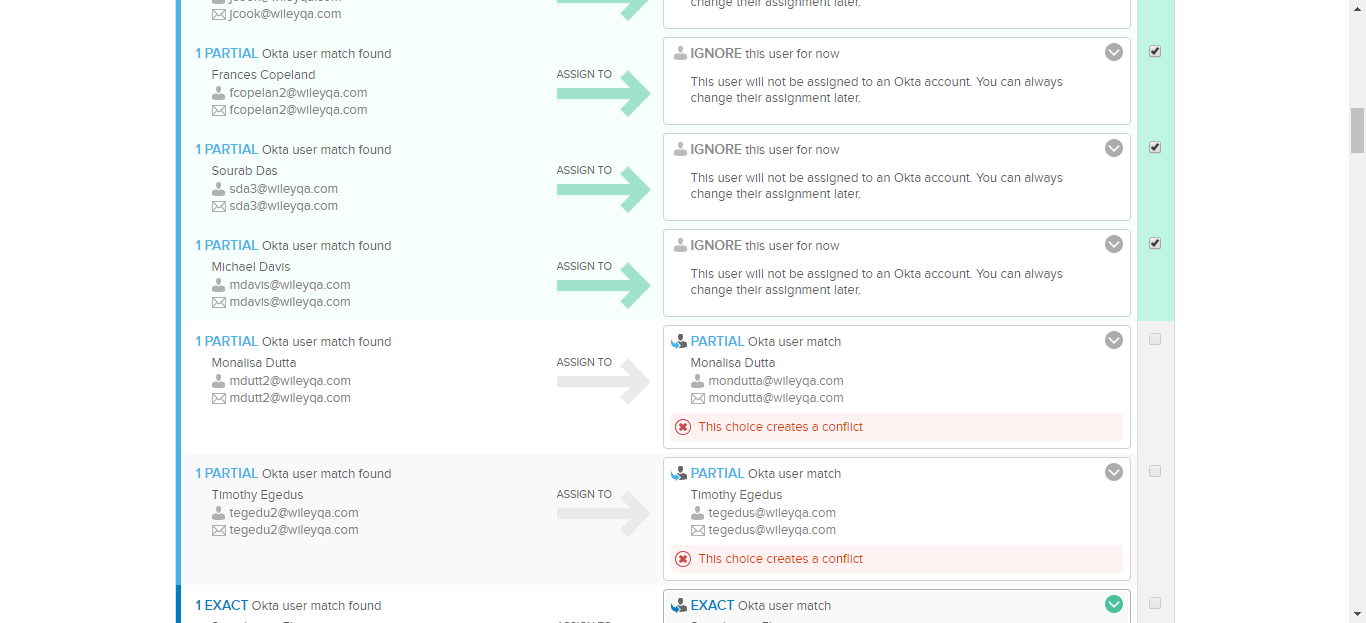 jcook@wileyqa.com
change their assignment later.
1 PARTIAL Okta user match found
Frances Copeland
fcopelan2@wileyqa.com
fcopelan2@wileyqa.com
ASSIGN TO
IGNORE this user for now
This user will not be assigned to an Okta account. You can always
change their assignment later.
1 PARTIAL Okta user match found
Sourab Das
sda3@wileyqa.com
sda3@wileyqa.com
ASSIGN TO
IGNORE this user for now
This user will not be assigned to an Okta account. You can always
change their assignment later.
1 PARTIAL Okta user match found
Michael Davis
mdavis@wileyqa.com
mdavis@wileyqa.com
ASSIGN TO
IGNORE this user for now
This user will not be assigned to an Okta account. You can always
change their assignment later.
1 PARTIAL Okta user match found
Monalisa Dutta
mdutt2@wileyqa.com
mdutt2@wileyqa.com
ASSIGN TO
PARTIAL Okta user match
Monalisa Dutta
mondutta@wileyqa.com
mondutta@wileyqa.com
This choice creates a conflict
1 PARTIAL Okta user match found
Timothy Egedus
tegedu2@wileyqa.com
tegedu2@wileyqa.com
ASSIGN TO
PARTIAL Okta user match
Timothy Egedus
tegedus@wileyqa.com
tegedus@wileyqa.com
This choice creates a conflict
1 EXACT Okta user match found
EXACT Okta user match